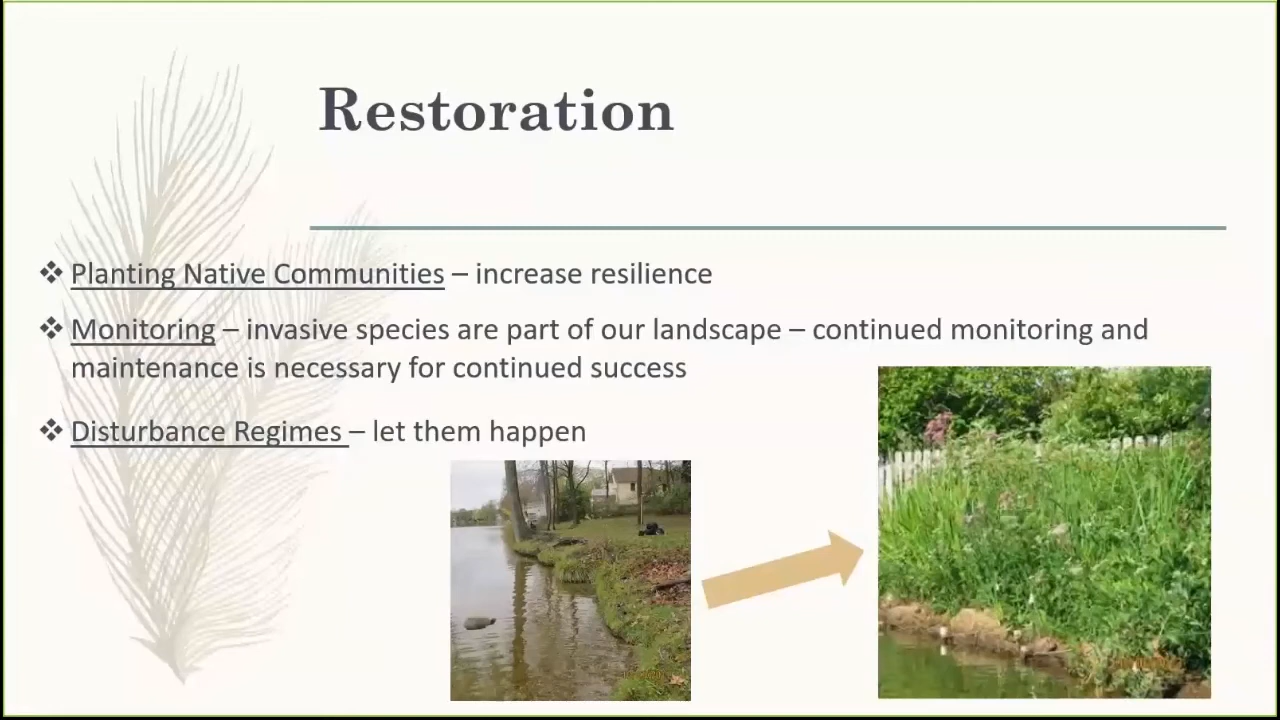 Restoration
❖ Planting Native Communities – increase resilience
❖ Monitoring – invasive species are part of our landscape – continued monitoring and
maintenance is necessary for continued success
❖ Disturbance Regimes – let them happen